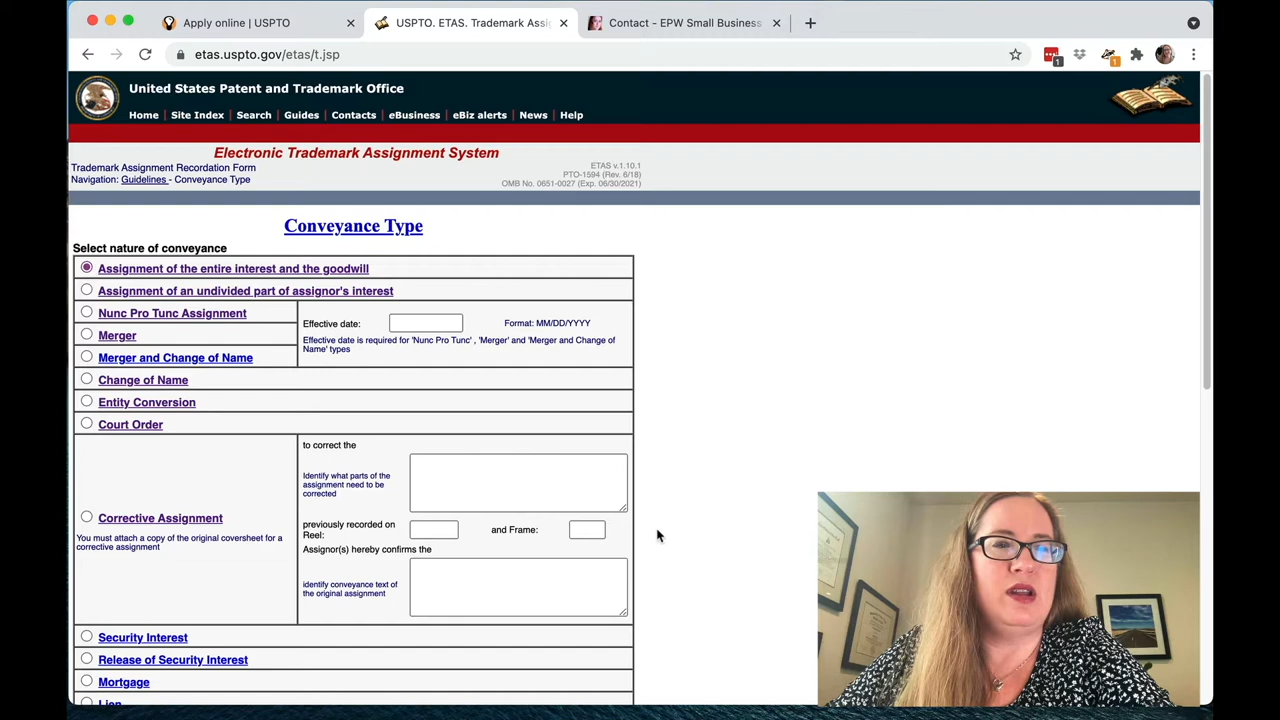 Apply online | USPTO
USPTO. ETAS. Trademark Assig
Contact - EPW Small Business
etas.uspto.gov/etas/t.jsp
1
1
United States Patent and Trademark Office
Home | Site Index | Search | Guides | Contacts | eBusiness | eBiz alerts | News | Help
Electronic Trademark Assignment System
Trademark Assignment Recordation Form
Navigation: Guidelines - Conveyance Type
ETAS v.1.10.1
PTO-1594 (Rev. 6/18)
OMB No. 0651-0027 (Exp. 06/30/2021)
Conveyance Type
Select nature of conveyance
Assignment of the entire interest and the goodwill
Assignment of an undivided part of assignor's interest
Nunc Pro Tunc Assignment
Merger
Merger and Change of Name
Effective date:
Format: MM/DD/YYYY
Effective date is required for 'Nunc Pro Tunc' , 'Merger' and 'Merger and Change of
Name' types
Change of Name
Entity Conversion
Court Order
Corrective Assignment
You must attach a copy of the original coversheet for a
corrective assignment
to correct the
Identify what parts of the
assignment need to be
corrected
previously recorded on
Reel:
and Frame:
Assignor(s) hereby confirms the
identify conveyance text of
the original assignment
Security Interest
Release of Security Interest
Mortgage
Lien